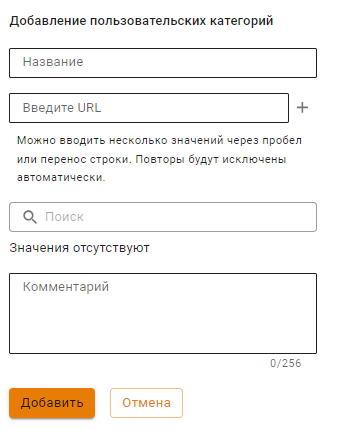 Добавление пользовательских категорий
Название
Введите URL
Можно вводить несколько значений через пробел
или перенос строки. Повторы будут исключены
автоматически.
Поиск
Значения отсутствуют
Комментарий
0/256
Добавить Отмена